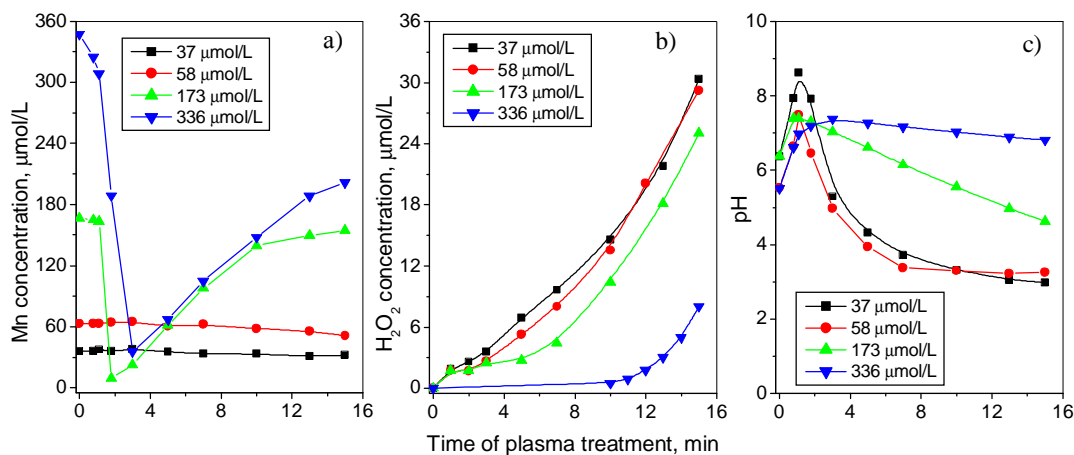 a)
37 μmol/L
58 μmol/L
173 μmol/L
336 μmol/L
Mn concentration, μmol/L
360
300
240
180
120
60
0
0 4 8 12 16
b)
37 μmol/L
58 μmol/L
173 μmol/L
336 μmol/L
H₂O₂ concentration, μmol/L
36
30
24
18
12
6
0
0 4 8 12 16
c)
37 μmol/L
58 μmol/L
173 μmol/L
336 μmol/L
pH
10
8
6
4
2
0
0 4 8 12 16
Time of plasma treatment, min